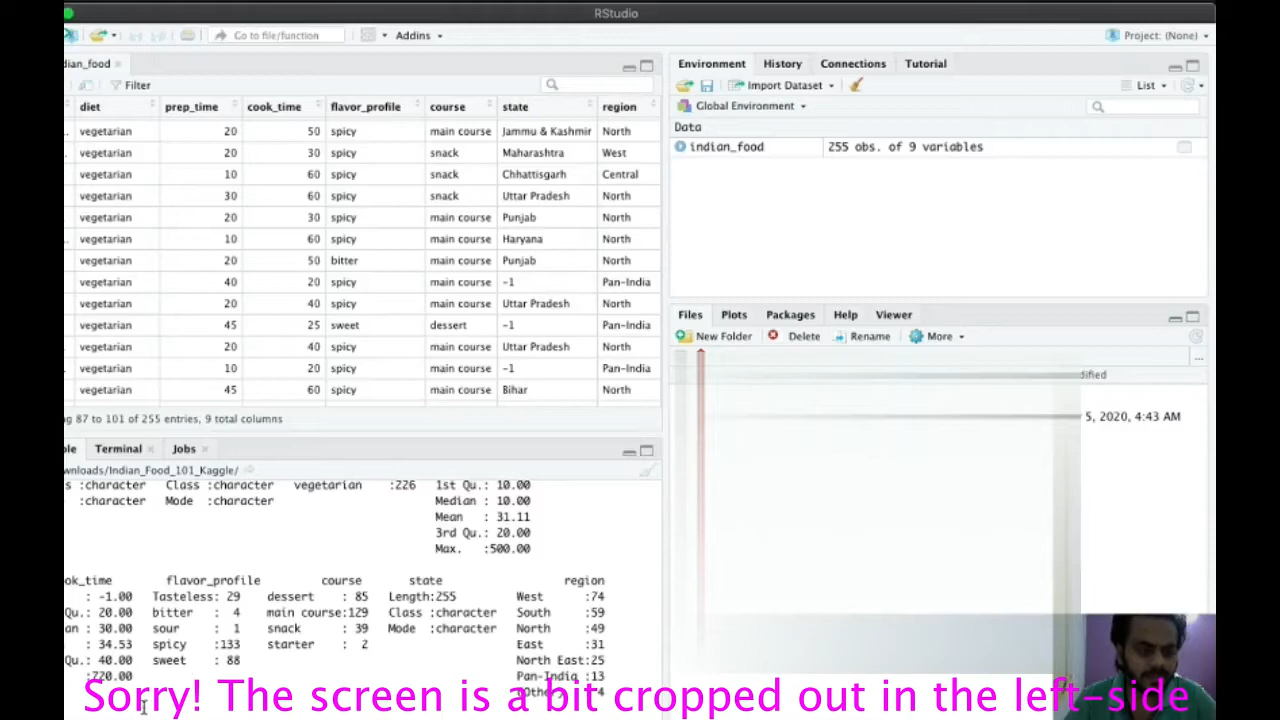 RStudio
Go to file/function Addins Project: (None)
dian_food
Filter
diet prep_time cook_time flavor_profile course state region
vegetarian 20 50 spicy main course Jammu & Kashmir North
vegetarian 20 30 spicy snack Maharashtra West
vegetarian 10 60 spicy snack Chhattisgarh Central
vegetarian 30 60 spicy snack Uttar Pradesh North
vegetarian 20 30 spicy main course Punjab North
vegetarian 10 60 spicy main course Haryana North
vegetarian 20 50 bitter main course Punjab North
vegetarian 40 20 spicy main course -1 Pan-India
vegetarian 20 40 spicy main course Uttar Pradesh North
vegetarian 45 25 sweet dessert -1 Pan-India
vegetarian 20 40 spicy main course Uttar Pradesh North
vegetarian 10 20 spicy main course -1 Pan-India
vegetarian 45 60 spicy main course Bihar North
g 87 to 101 of 255 entries, 9 total columns
ole Terminal Jobs
wnloads/Indian_Food_101_Kaggle/
s :character Class :character vegetarian :226 1st Qu.: 10.00
:character Mode :character Median : 10.00
Mean : 31.11
3rd Qu.: 20.00
Max. :500.00
ok_time flavor_profile course state region
: -1.00 Tasteless: 29 dessert : 85 Length:255 West :74
Qu.: 20.00 bitter : 4 main course:129 Class :character South :59
an : 30.00 sour : 1 snack : 39 Mode :character North :49
: 34.53 spicy :133 starter : 2 East :31
Qu.: 40.00 sweet : 88 North East:25
:720.00 Pan-India :13
Environment History Connections Tutorial
Import Dataset List
Global Environment
Data
indian_food 255 obs. of 9 variables
Files Plots Packages Help Viewer
New Folder Delete Rename More
...
dified
5, 2020, 4:43 AM
Sorry! The screen is a bit cropped out in the left-side